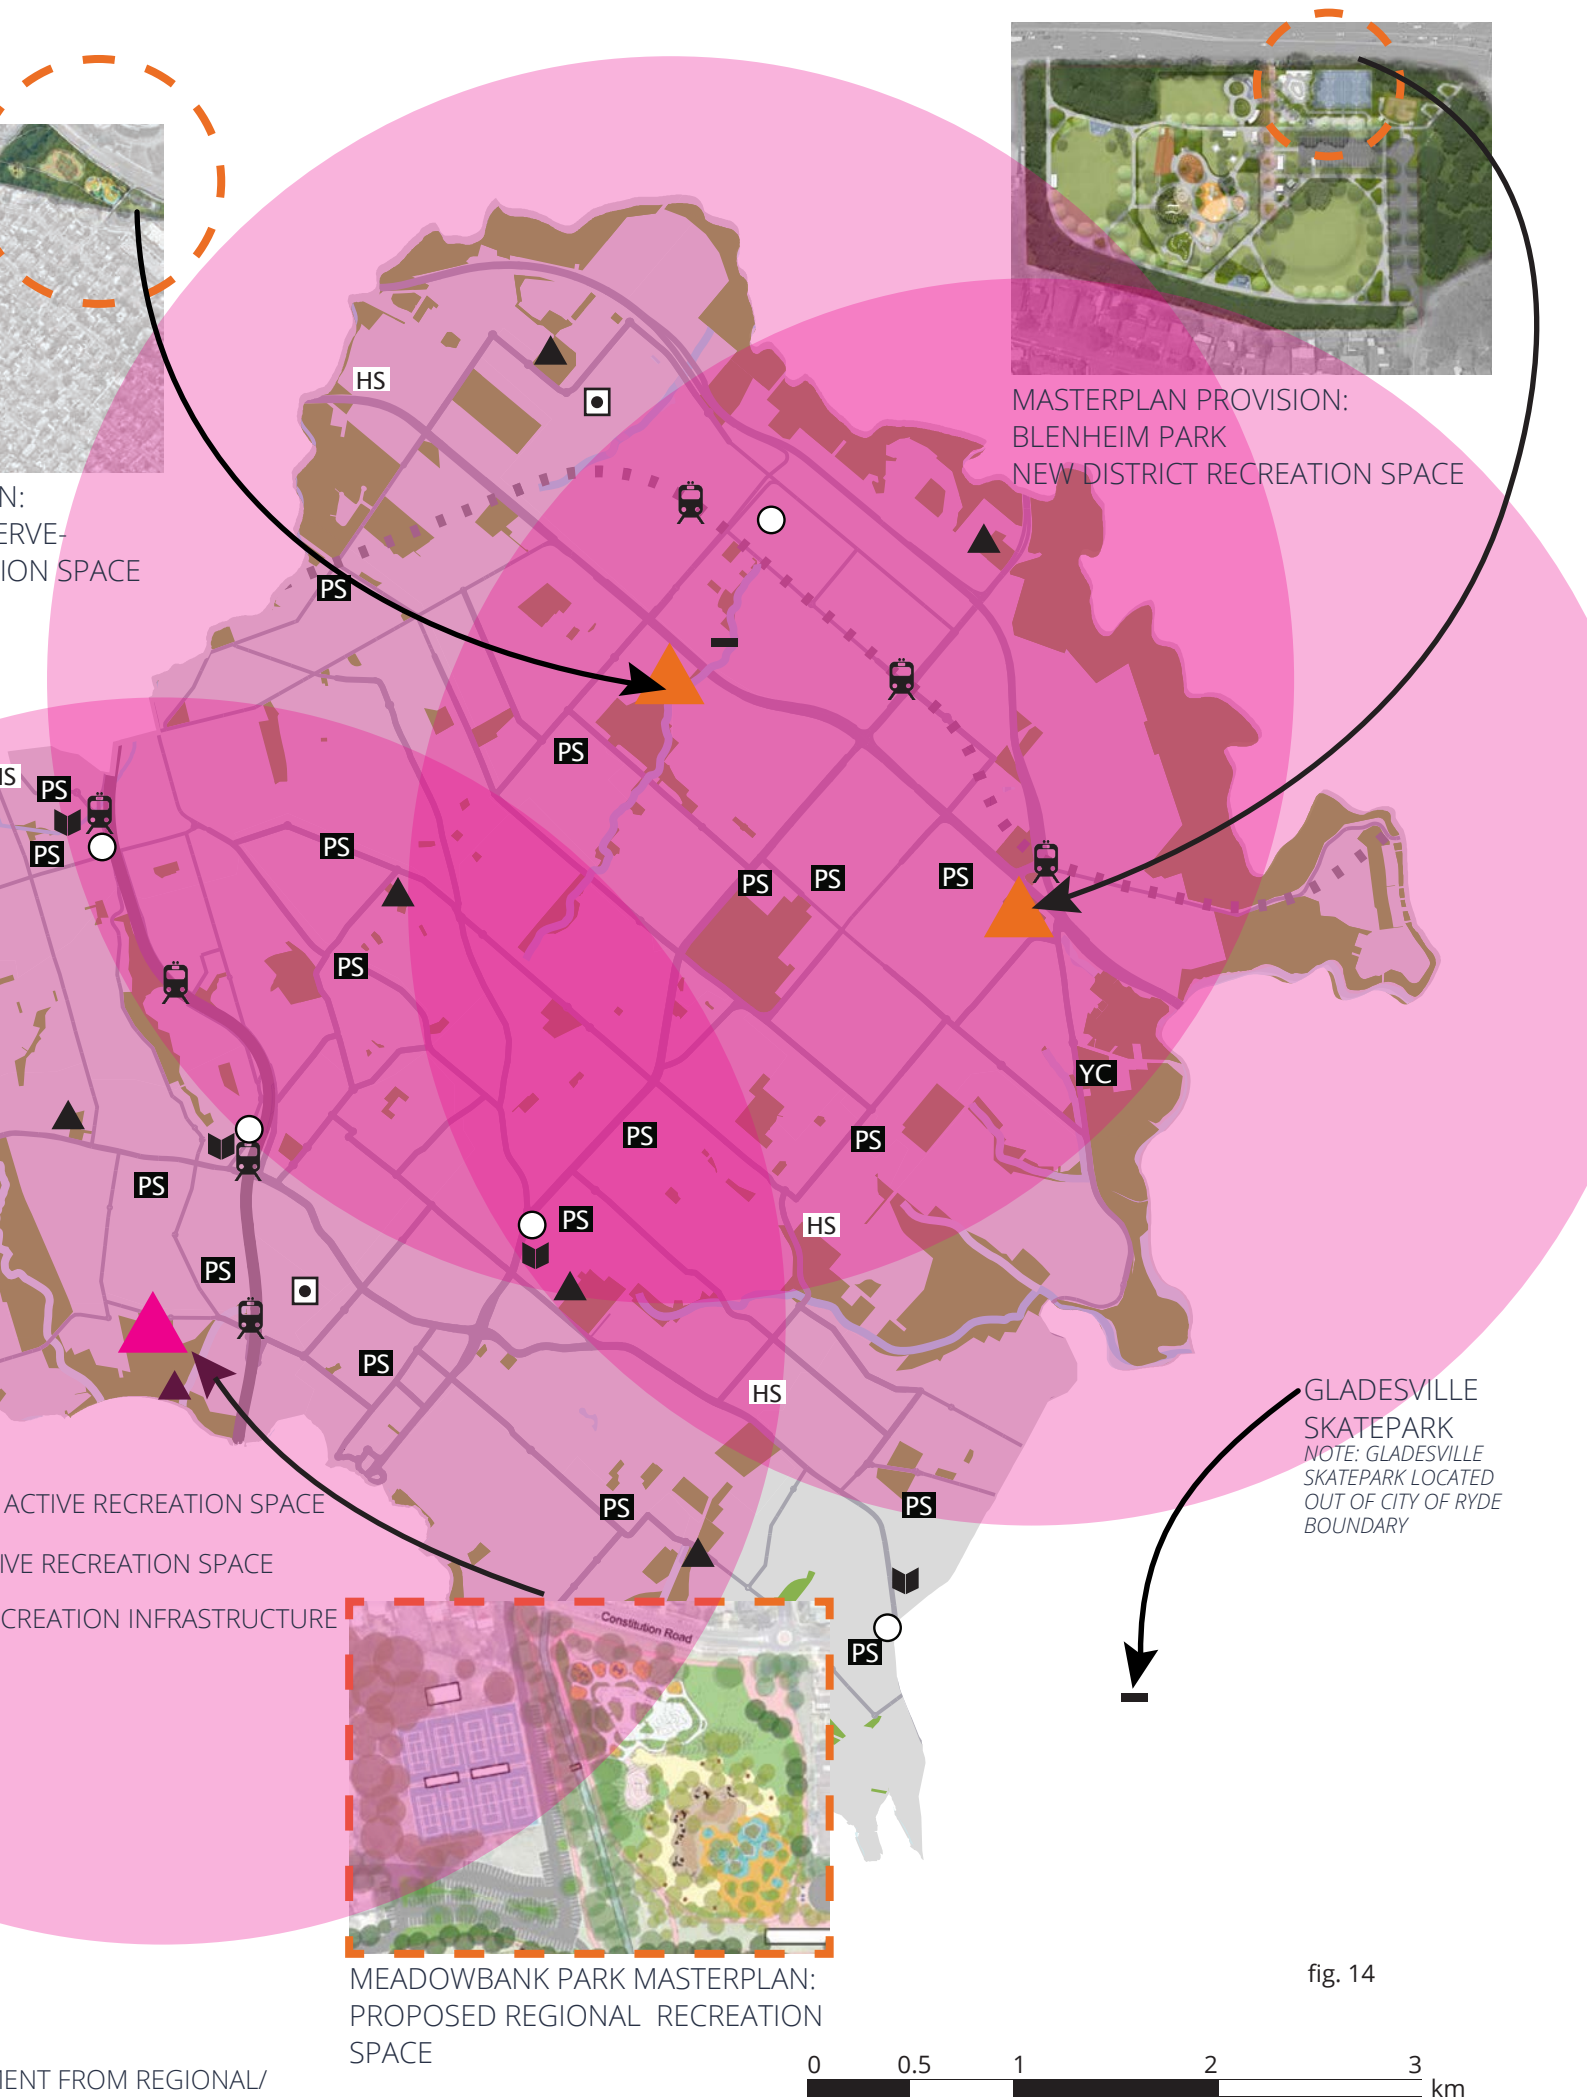 MASTERPLAN PROVISION:
BLENHEIM PARK
NEW DISTRICT RECREATION SPACE
N:
ERVE-
ION SPACE
HS
PS
PS
HS
PS
PS
PS
PS
PS
PS
PS
PS
YC
PS
PS
PS
PS
HS
PS
PS
HS
GLADESVILLE
SKATEPARK
NOTE: GLADESVILLE
SKATEPARK LOCATED
OUT OF CITY OF RYDE
BOUNDARY
ACTIVE RECREATION SPACE
PS
PS
IVE RECREATION SPACE
CREATION INFRASTRUCTURE
Constitution Road
PS
MEADOWBANK PARK MASTERPLAN:
PROPOSED REGIONAL RECREATION
SPACE
fig. 14
MENT FROM REGIONAL/
0 0.5 1 2 3
km